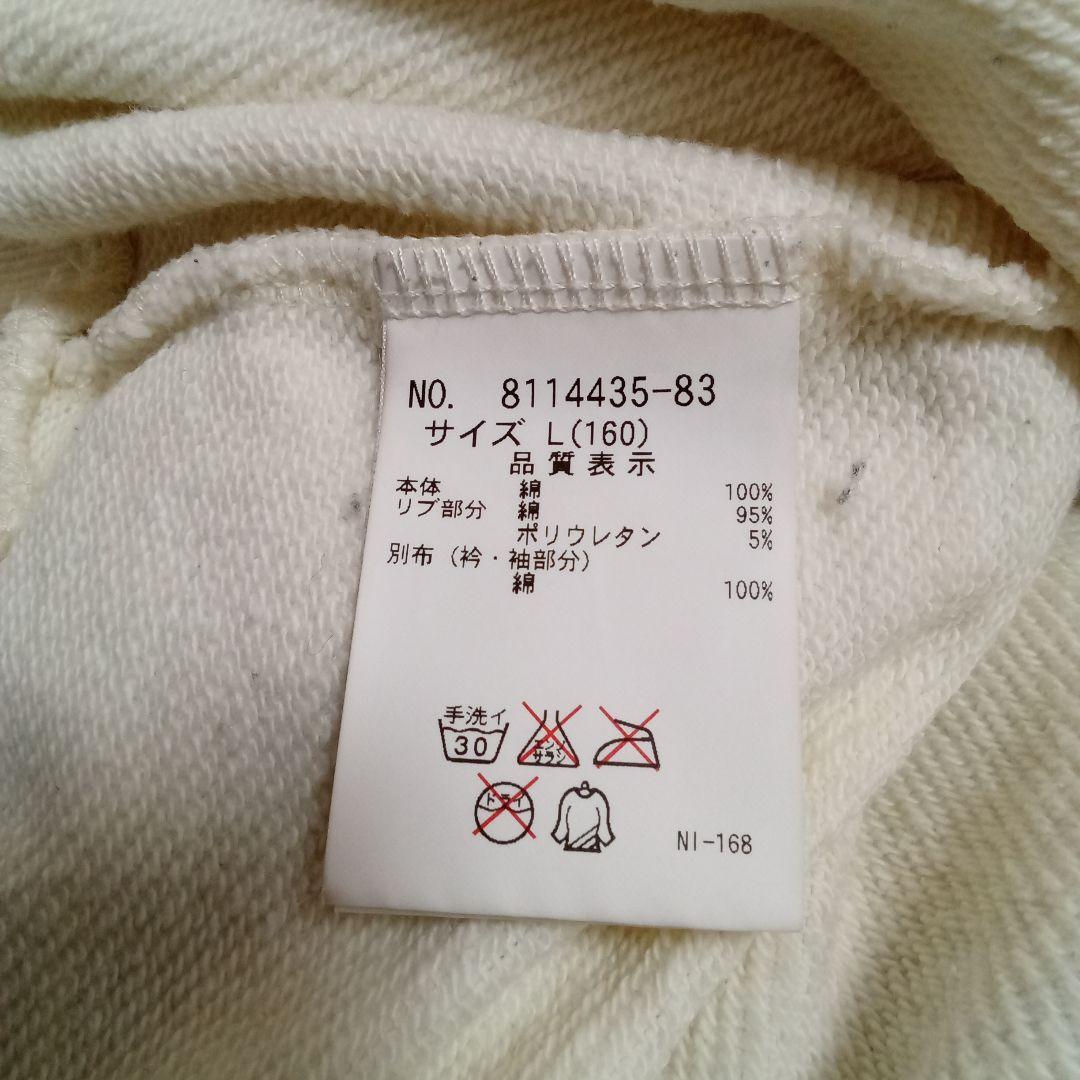 NO. 8114435-83
サイズ L(160)
品質表示
本体 綿 100%
リブ部分 綿 95%
ポリウレタン 5%
別布(衿・袖部分)
綿 100%
手洗イ
30
エンソ
サラシ
ドライ
NI-168